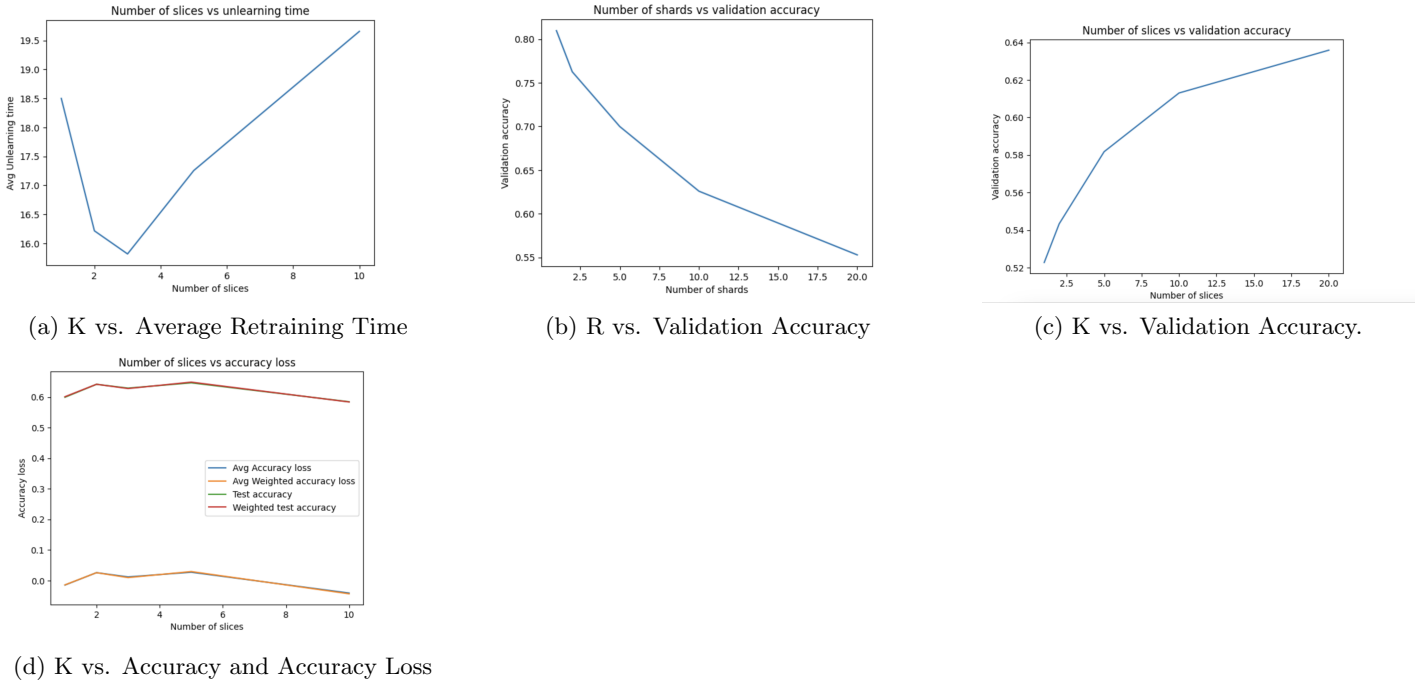 Number of slices vs unlearning time
19.5
19.0
18.5
18.0
17.5
17.0
16.5
16.0
Avg Unlearning time
2
4
6
8
10
Number of slices
(a) K vs. Average Retraining Time
Number of shards vs validation accuracy
0.80
0.75
0.70
0.65
0.60
0.55
Validation accuracy
2.5
5.0
7.5
10.0
12.5
15.0
17.5
20.0
Number of shards
(b) R vs. Validation Accuracy
Number of slices vs validation accuracy
0.64
0.62
0.60
0.58
0.56
0.54
0.52
Validation accuracy
2.5
5.0
7.5
10.0
12.5
15.0
17.5
20.0
Number of slices
(c) K vs. Validation Accuracy.
Number of slices vs accuracy loss
0.6
0.5
0.4
0.3
0.2
0.1
0.0
Accuracy loss
Avg Accuracy loss
Avg Weighted accuracy loss
Test accuracy
Weighted test accuracy
2
4
6
8
10
Number of slices
(d) K vs. Accuracy and Accuracy Loss